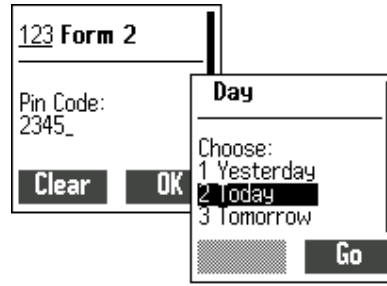 123 Form 2
Pin Code:
2345_
Clear OK
Day
Choose:
1 Yesterday
2 Today
3 Tomorrow
Go